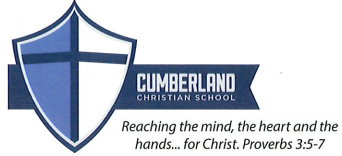 CUMBERLAND
CHRISTIAN SCHOOL
Reaching the mind, the heart and the
hands... for Christ. Proverbs 3:5-7